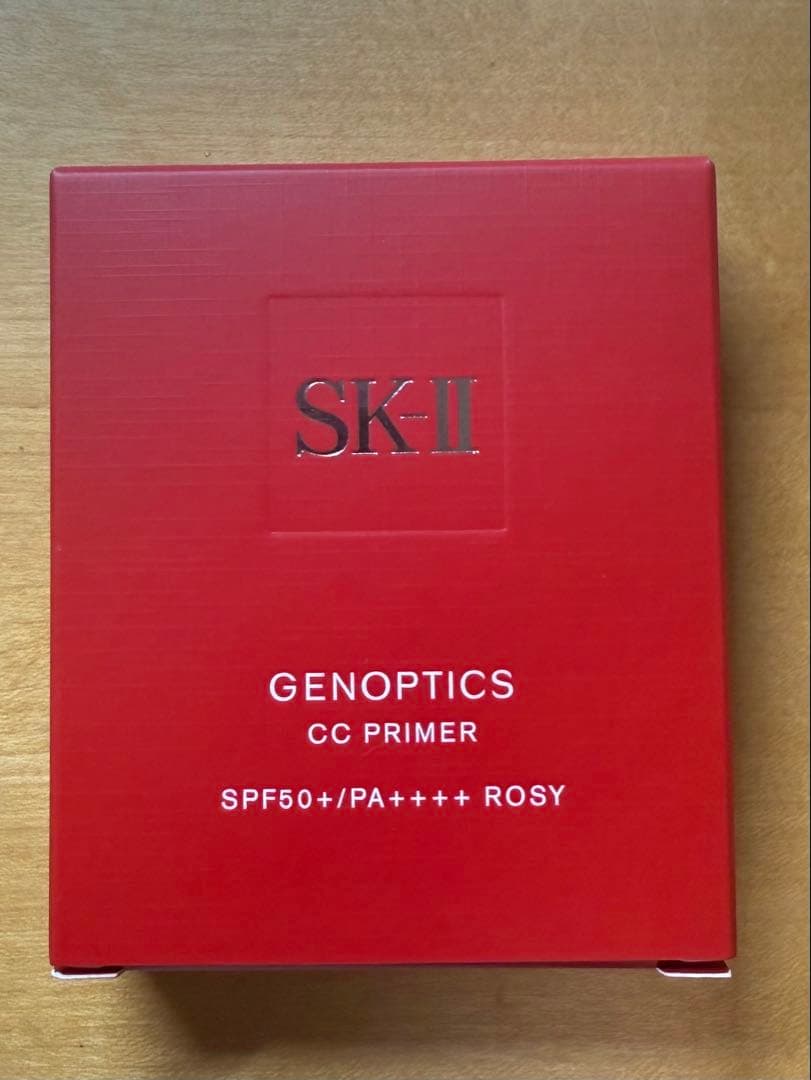 SK-II
GENOPTICS
CC PRIMER
SPF50+/PA++++ ROSY